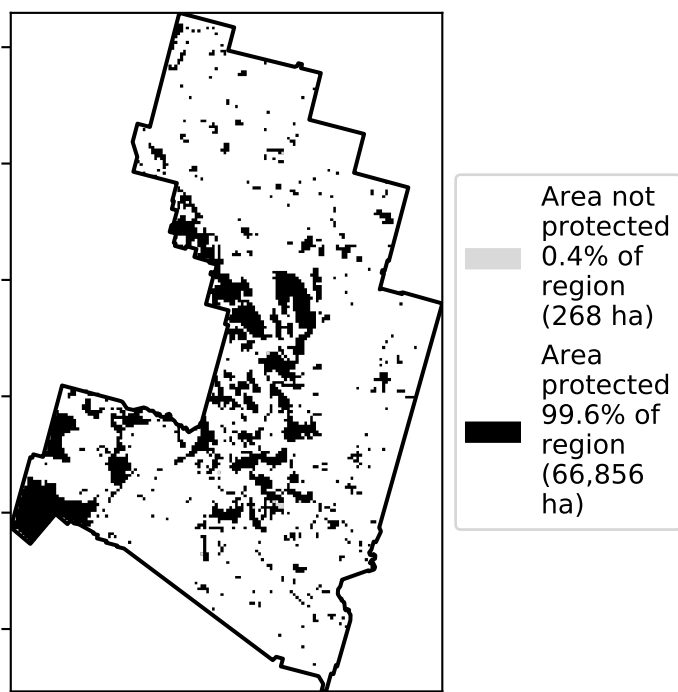 Area not
protected
0.4% of
region
(268 ha)
Area
protected
99.6% of
region
(66,856
ha)